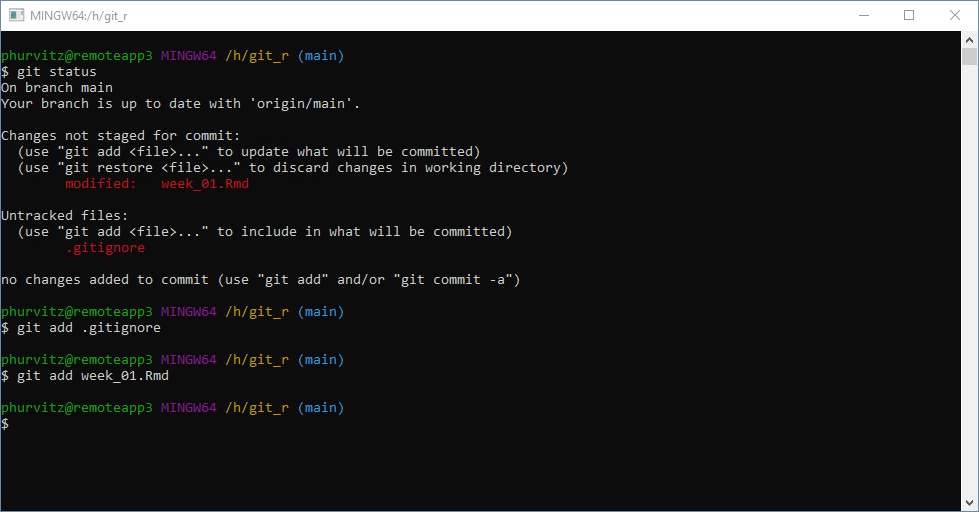 MINGW64:/h/git_r
phurvitz@remoteapp3 MINGW64 /h/git_r (main)
$ git status
On branch main
Your branch is up to date with 'origin/main'.
Changes not staged for commit:
  (use "git add <file>..." to update what will be committed)
  (use "git restore <file>..." to discard changes in working directory)
        modified:   week_01.Rmd
Untracked files:
  (use "git add <file>..." to include in what will be committed)
        .gitignore
no changes added to commit (use "git add" and/or "git commit -a")
phurvitz@remoteapp3 MINGW64 /h/git_r (main)
$ git add .gitignore
phurvitz@remoteapp3 MINGW64 /h/git_r (main)
$ git add week_01.Rmd
phurvitz@remoteapp3 MINGW64 /h/git_r (main)
$